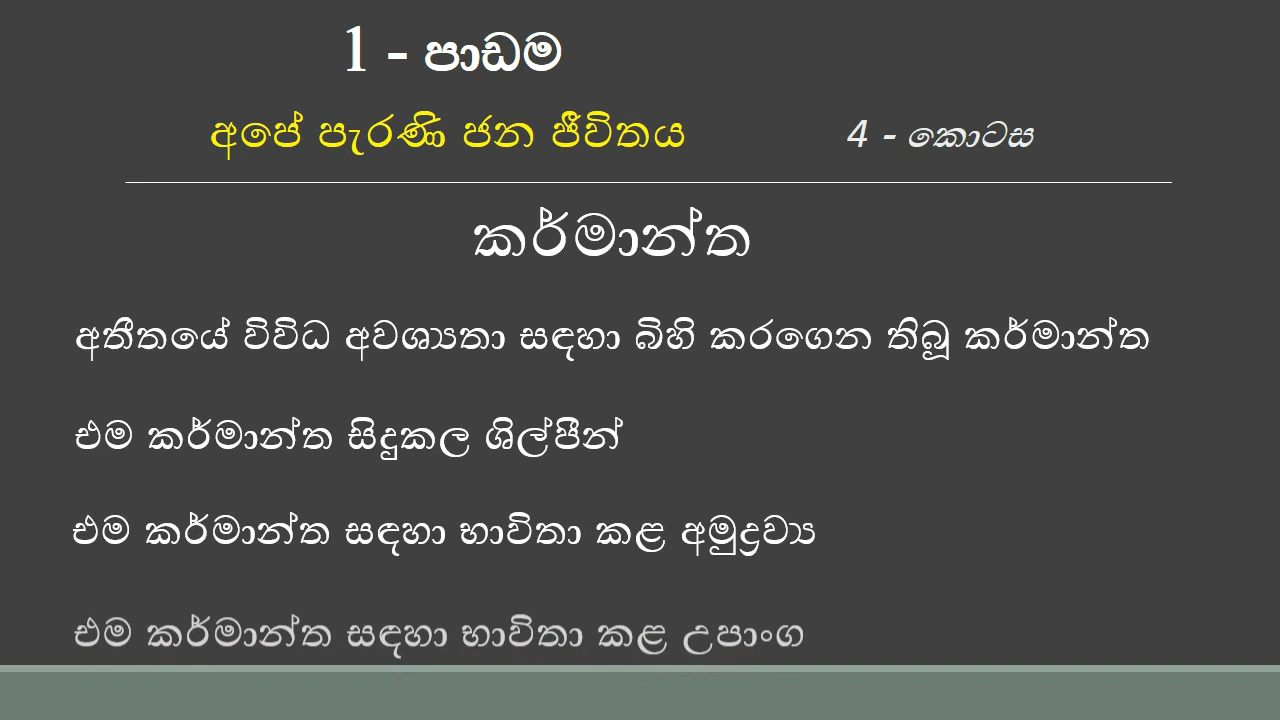 1 - පාඩම
අපේ පැරණි ජන ජීවිතය 4 - කොටස
කර්මාන්ත
අතීතයේ විවිධ අවශ්‍යතා සඳහා බිහි කරගෙන තිබූ කර්මාන්ත
එම කර්මාන්ත සිදුකල ශිල්පීන්
එම කර්මාන්ත සඳහා භාවිතා කළ අමුද්‍රව්‍ය
එම කර්මාන්ත සඳහා භාවිතා කළ උපාංග